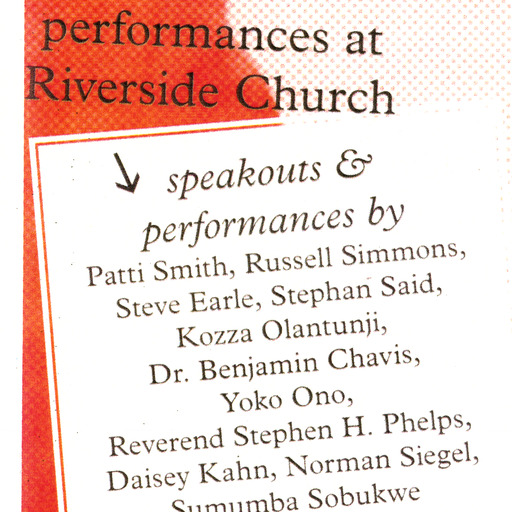 performances at
Riverside Church
speakouts &
performances by
Patti Smith, Russell Simmons,
Steve Earle, Stephan Said,
Kozza Olantunji,
Dr. Benjamin Chavis,
Yoko Ono,
Reverend Stephen H. Phelps,
Daisey Kahn, Norman Siegel,
Sumumba Sobukwe